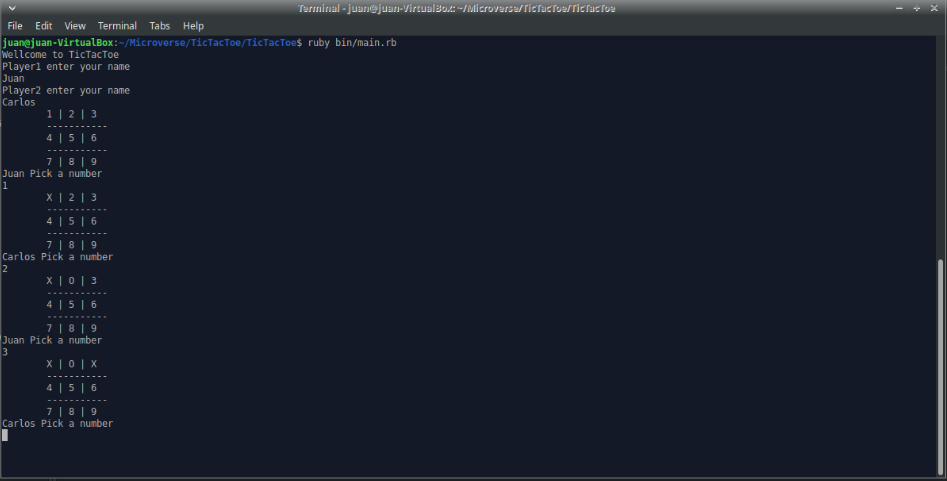 Terminal - juan@juan-VirtualBox: ~/Microverse/TicTacToe/TicTacToe
File Edit View Terminal Tabs Help
juan@juan-VirtualBox:~/Microverse/TicTacToe/TicTacToe$ ruby bin/main.rb
Wellcome to TicTacToe
Player1 enter your name
Juan
Player2 enter your name
Carlos
1 | 2 | 3
-----------
4 | 5 | 6
-----------
7 | 8 | 9
Juan Pick a number
1
X | 2 | 3
-----------
4 | 5 | 6
-----------
7 | 8 | 9
Carlos Pick a number
2
X | O | 3
-----------
4 | 5 | 6
-----------
7 | 8 | 9
Juan Pick a number
3
X | O | X
-----------
4 | 5 | 6
-----------
7 | 8 | 9
Carlos Pick a number